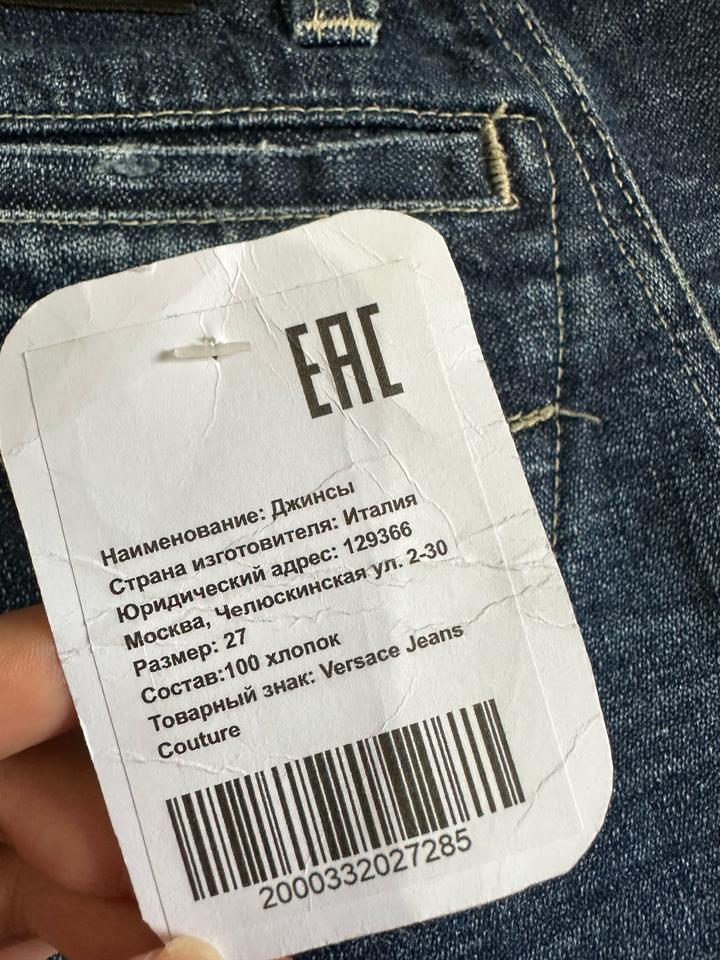 EAC
Наименование: Джинсы
Страна изготовителя: Италия
Юридический адрес: 129366
Москва, Челюскинская ул. 2-30
Размер: 27
Состав:100 хлопок
Товарный знак: Versace Jeans
Couture
2000332027285